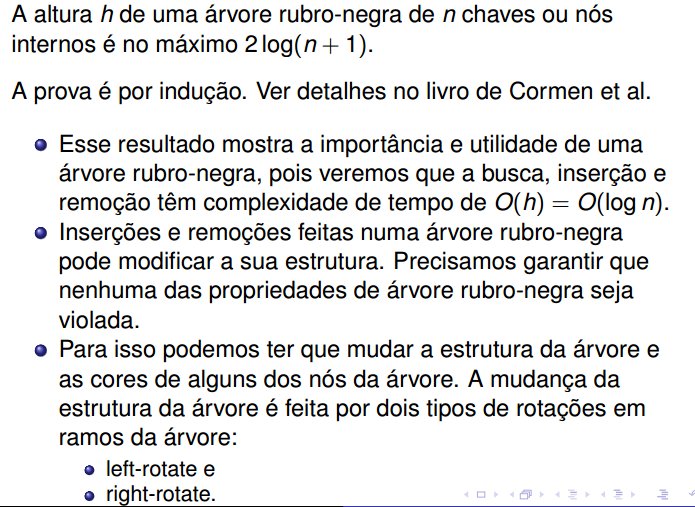 A altura h de uma árvore rubro-negra de n chaves ou nós
internos é no máximo 2 log(n + 1).
A prova é por indução. Ver detalhes no livro de Cormen et al.
Esse resultado mostra a importância e utilidade de uma
árvore rubro-negra, pois veremos que a busca, inserção e
remoção têm complexidade de tempo de O(h) = O(log n).
Inserções e remoções feitas numa árvore rubro-negra
pode modificar a sua estrutura. Precisamos garantir que
nenhuma das propriedades de árvore rubro-negra seja
violada.
Para isso podemos ter que mudar a estrutura da árvore e
as cores de alguns dos nós da árvore. A mudança da
estrutura da árvore é feita por dois tipos de rotações em
ramos da árvore:
left-rotate e
right-rotate.